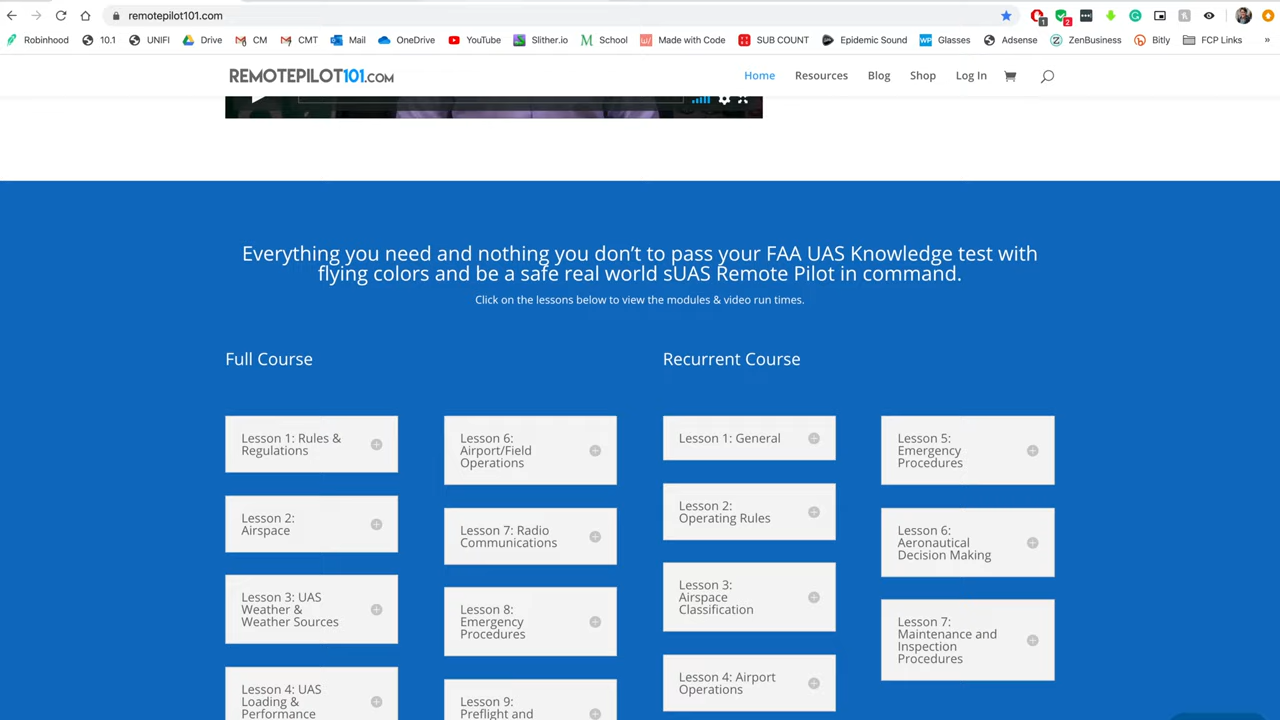 remotepilot101.com
1
2
Robinhood
10.1
UNIFI
Drive
CM
CMT
Mail
OneDrive
YouTube
Slither.io
School
Made with Code
SUB COUNT
Epidemic Sound
WP
Glasses
Adsense
ZenBusiness
Bitly
FCP Links
»
REMOTEPILOT101.COM
Home
Resources
Blog
Shop
Log In
Everything you need and nothing you don’t to pass your FAA UAS Knowledge test with
flying colors and be a safe real world sUAS Remote Pilot in command.
Click on the lessons below to view the modules & video run times.
Full Course
Lesson 1: Rules &
Regulations
Lesson 2:
Airspace
Lesson 3: UAS
Weather &
Weather Sources
Lesson 4: UAS
Loading &
Performance
Lesson 6:
Airport/Field
Operations
Lesson 7: Radio
Communications
Lesson 8:
Emergency
Procedures
Lesson 9:
Preflight and
Recurrent Course
Lesson 1: General
Lesson 2:
Operating Rules
Lesson 3:
Airspace
Classification
Lesson 4: Airport
Operations
Lesson 5:
Emergency
Procedures
Lesson 6:
Aeronautical
Decision Making
Lesson 7:
Maintenance and
Inspection
Procedures